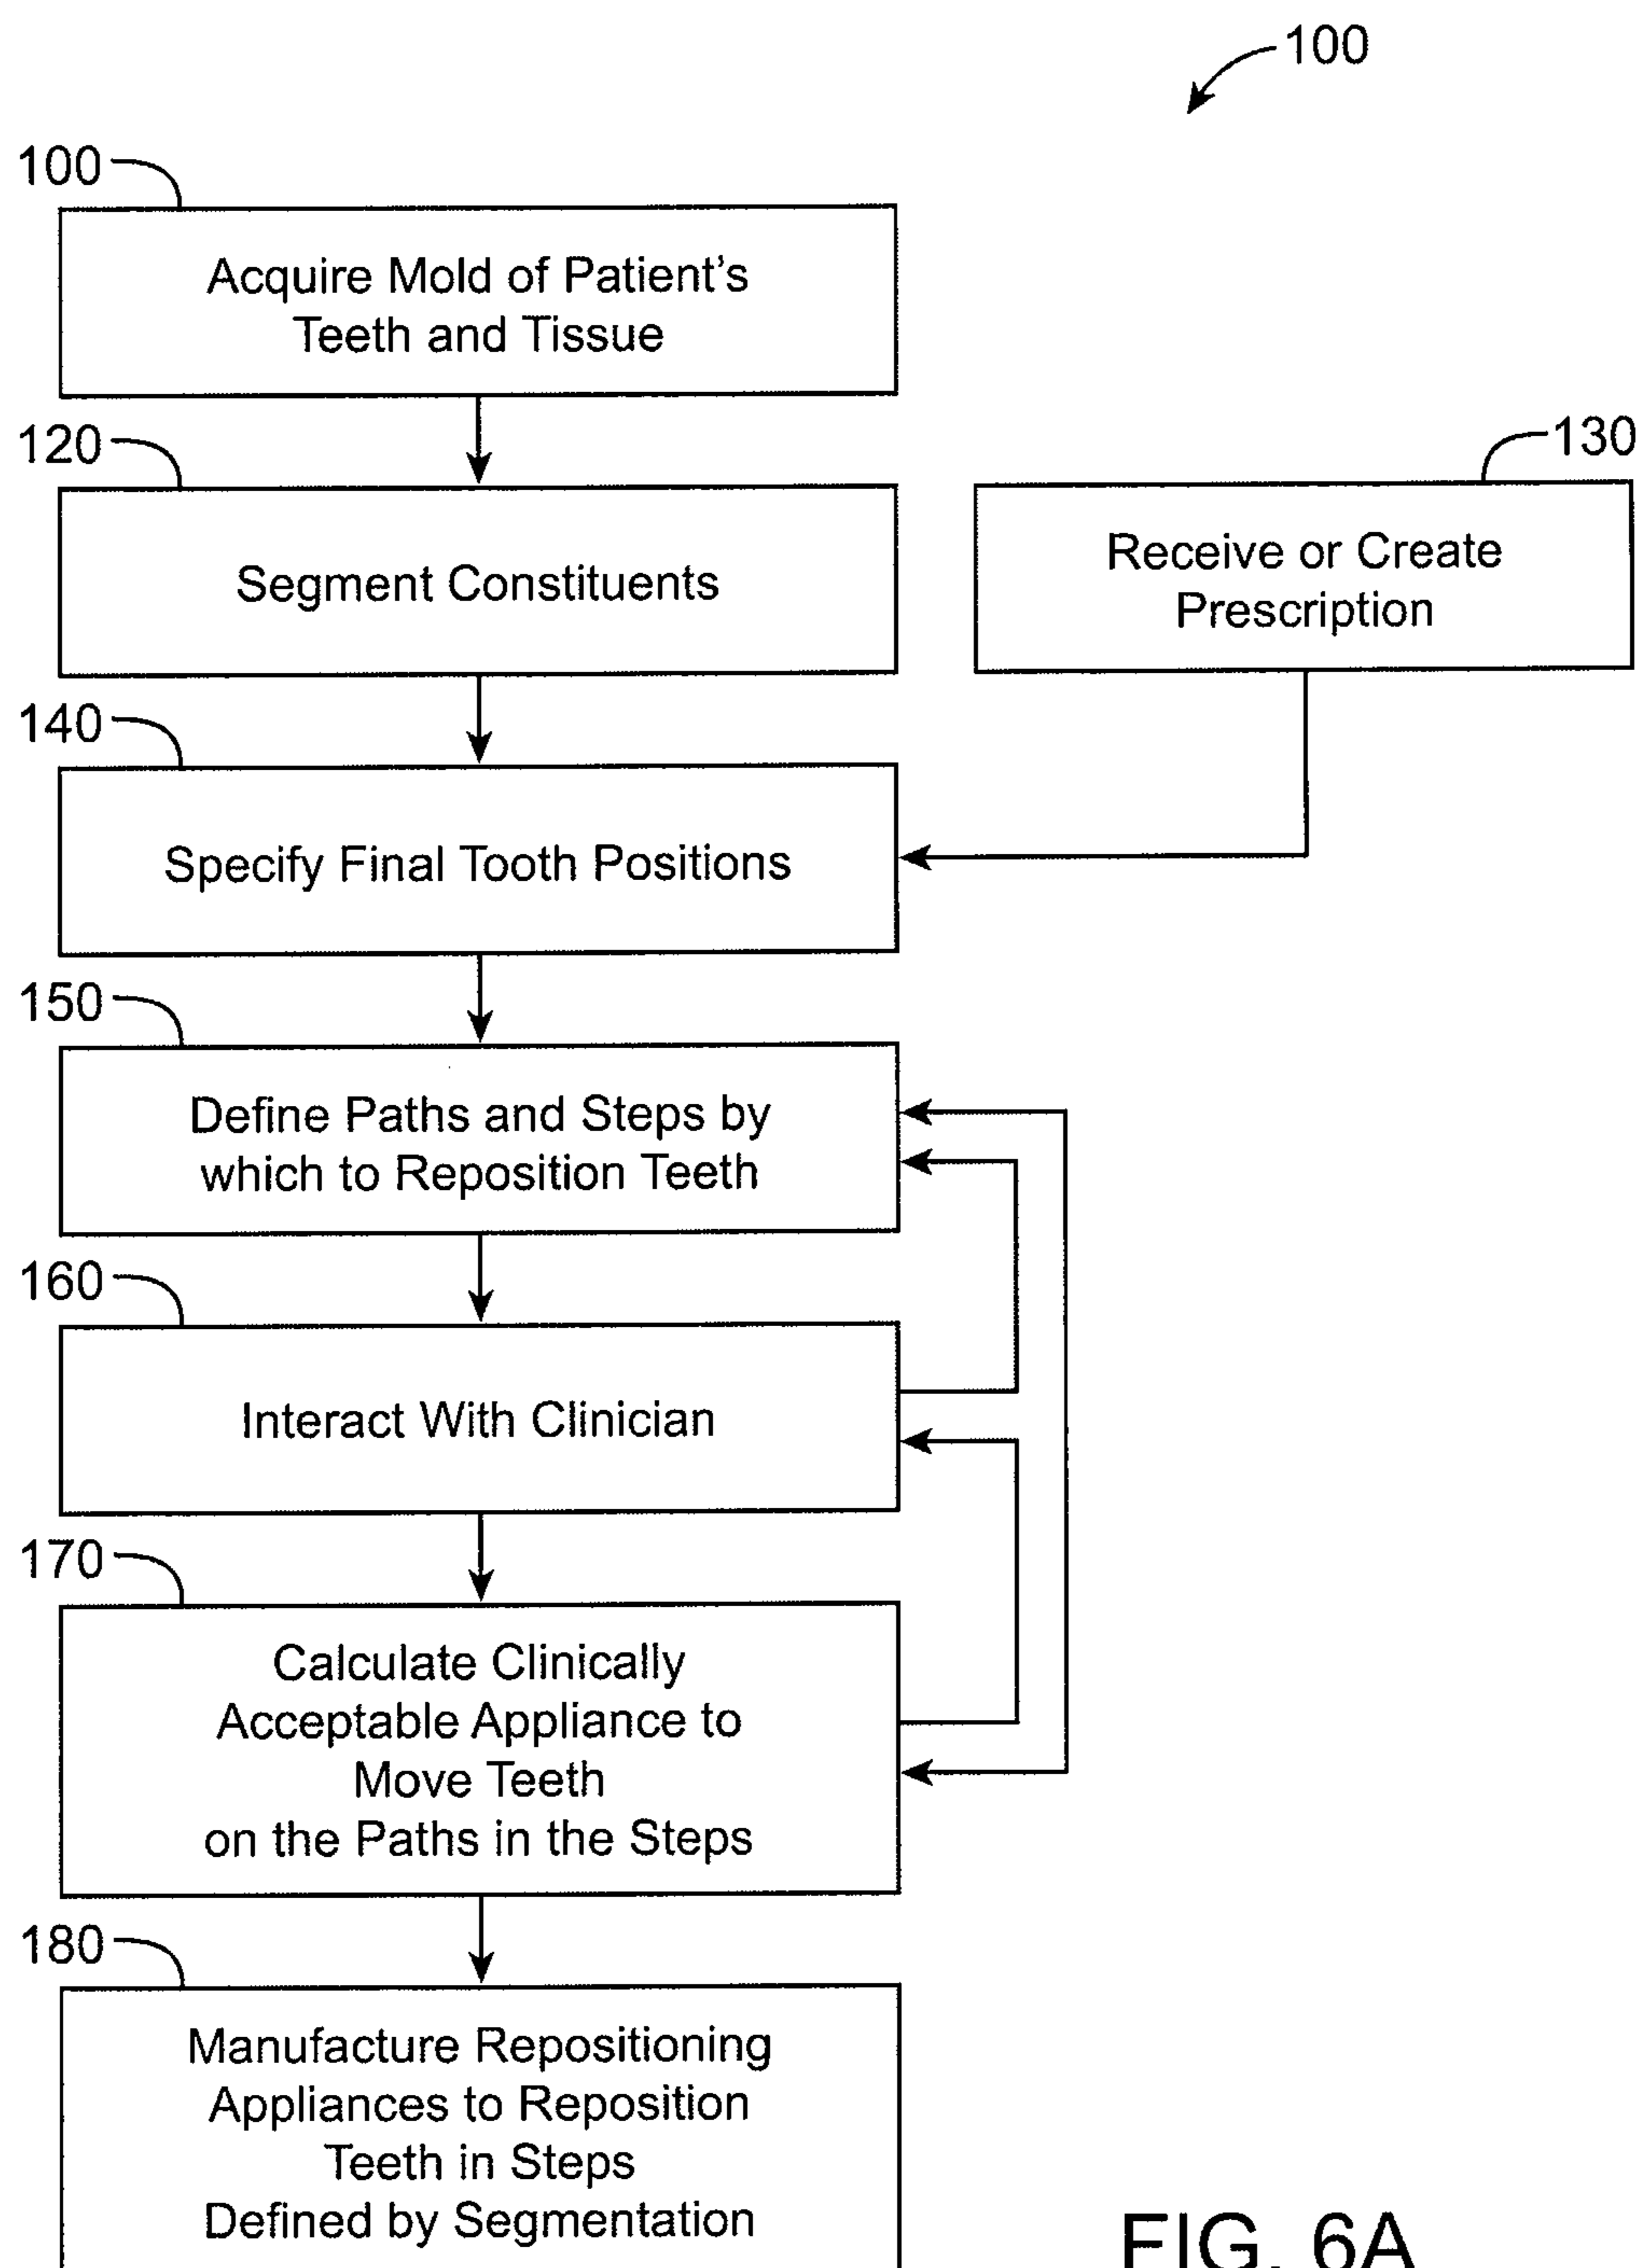 100
100
Acquire Mold of Patient's
Teeth and Tissue
120
Segment Constituents
130
Receive or Create
Prescription
140
Specify Final Tooth Positions
150
Define Paths and Steps by
which to Reposition Teeth
160
Interact With Clinician
170
Calculate Clinically
Acceptable Appliance to
Move Teeth
on the Paths in the Steps
180
Manufacture Repositioning
Appliances to Reposition
Teeth in Steps
Defined by Segmentation
FIG. 6A